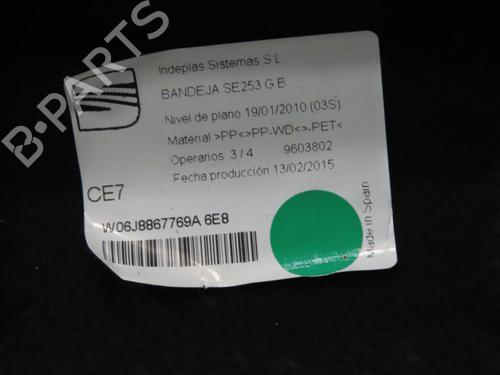 B-PARTS
Indeplas Sistemas S L
BANDEJA SE253 G B
Nivel de plano 19/01/2010 (03S)
Material >PP<>PP-WD<>-PET<
Operarios 3 / 4 9603802
Fecha producción 13/02/2015
CE7
W06J8867769A 6E8
Made in Spain